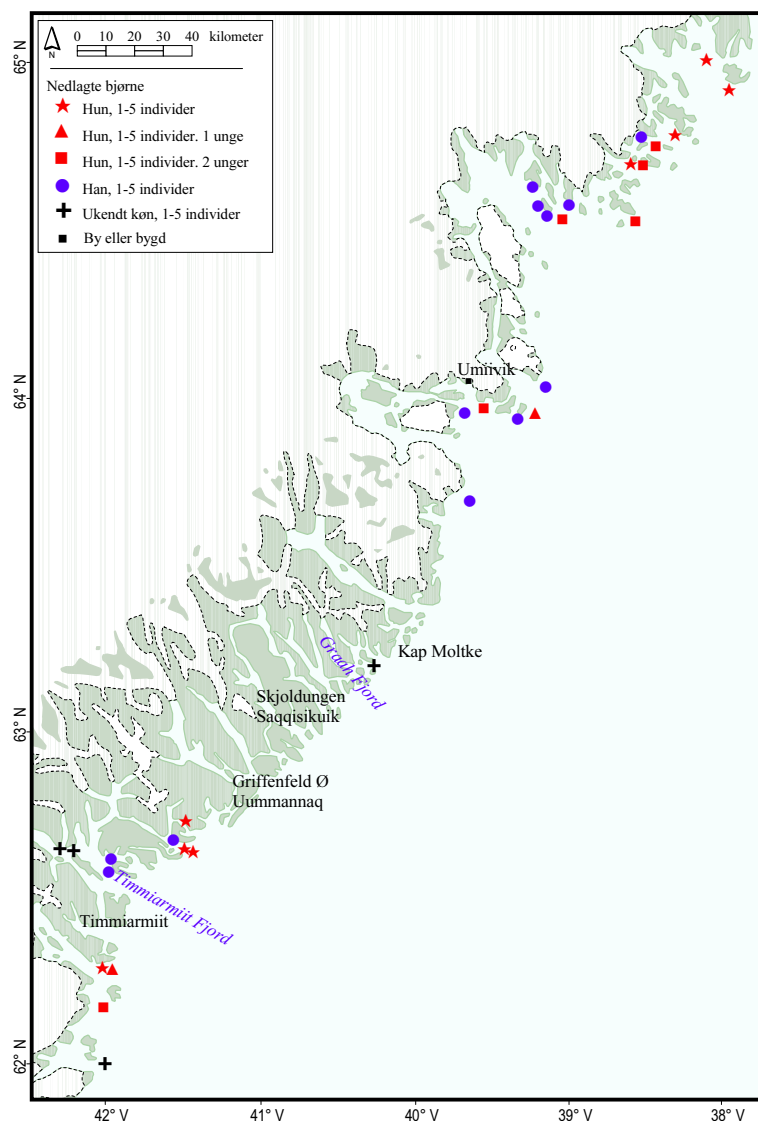 N
0 10 20 30 40 kilometer
Nedlagte bjørne
Hun, 1-5 individer
Hun, 1-5 individer. 1 unge
Hun, 1-5 individer. 2 unger
Han, 1-5 individer
Ukendt køn, 1-5 individer
By eller bygd
65° N
64° N
63° N
62° N
Umiivik
Kap Moltke
Graah Fjord
Skjoldungen
Saqqisikuik
Griffenfeld Ø
Uummannaq
Timmiarmiit Fjord
Timmiarmiit
42° V
41° V
40° V
39° V
38° V